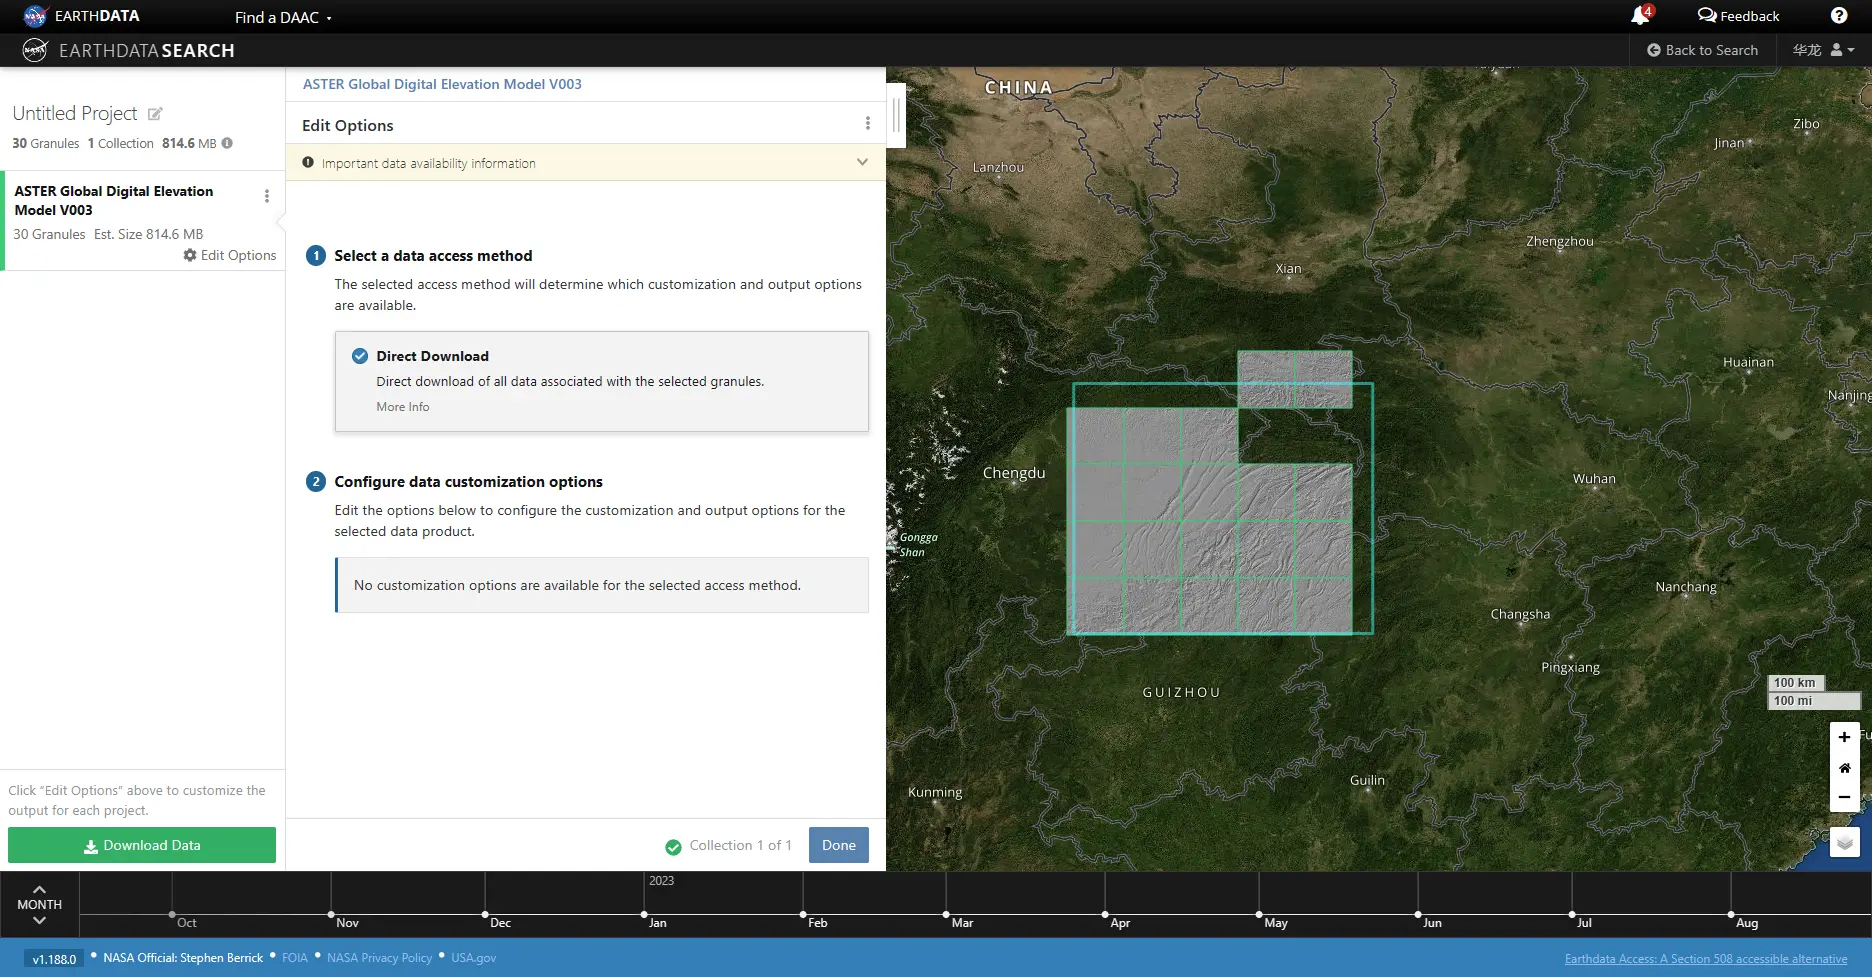 EARTHDATA
Find a DAAC
4
Feedback
?
EARTHDATA SEARCH
Back to Search
华龙
Untitled Project
30 Granules 1 Collection 814.6 MB
ASTER Global Digital Elevation
Model V003
30 Granules Est. Size 814.6 MB
Edit Options
Click "Edit Options" above to customize the
output for each project.
Download Data
ASTER Global Digital Elevation Model V003
Edit Options
Important data availability information
1 Select a data access method
The selected access method will determine which customization and output options
are available.
Direct Download
Direct download of all data associated with the selected granules.
More Info
2 Configure data customization options
Edit the options below to configure the customization and output options for the
selected data product.
No customization options are available for the selected access method.
Collection 1 of 1
Done
CHINA
Zibo
Jinan
Lanzhou
Zhengzhou
Xian
Huainan
Nanjing
Chengdu
Wuhan
Gongga
Shan
Nanchang
Changsha
Pingxiang
GUIZHOU
100 km
100 mi
Guilin
Kunming
MONTH
2023
Oct
Nov
Dec
Jan
Feb
Mar
Apr
May
Jun
Jul
Aug
v1.188.0 • NASA Official: Stephen Berrick • FOIA • NASA Privacy Policy • USA.gov
Earthdata Access: A Section 508 accessible alternative